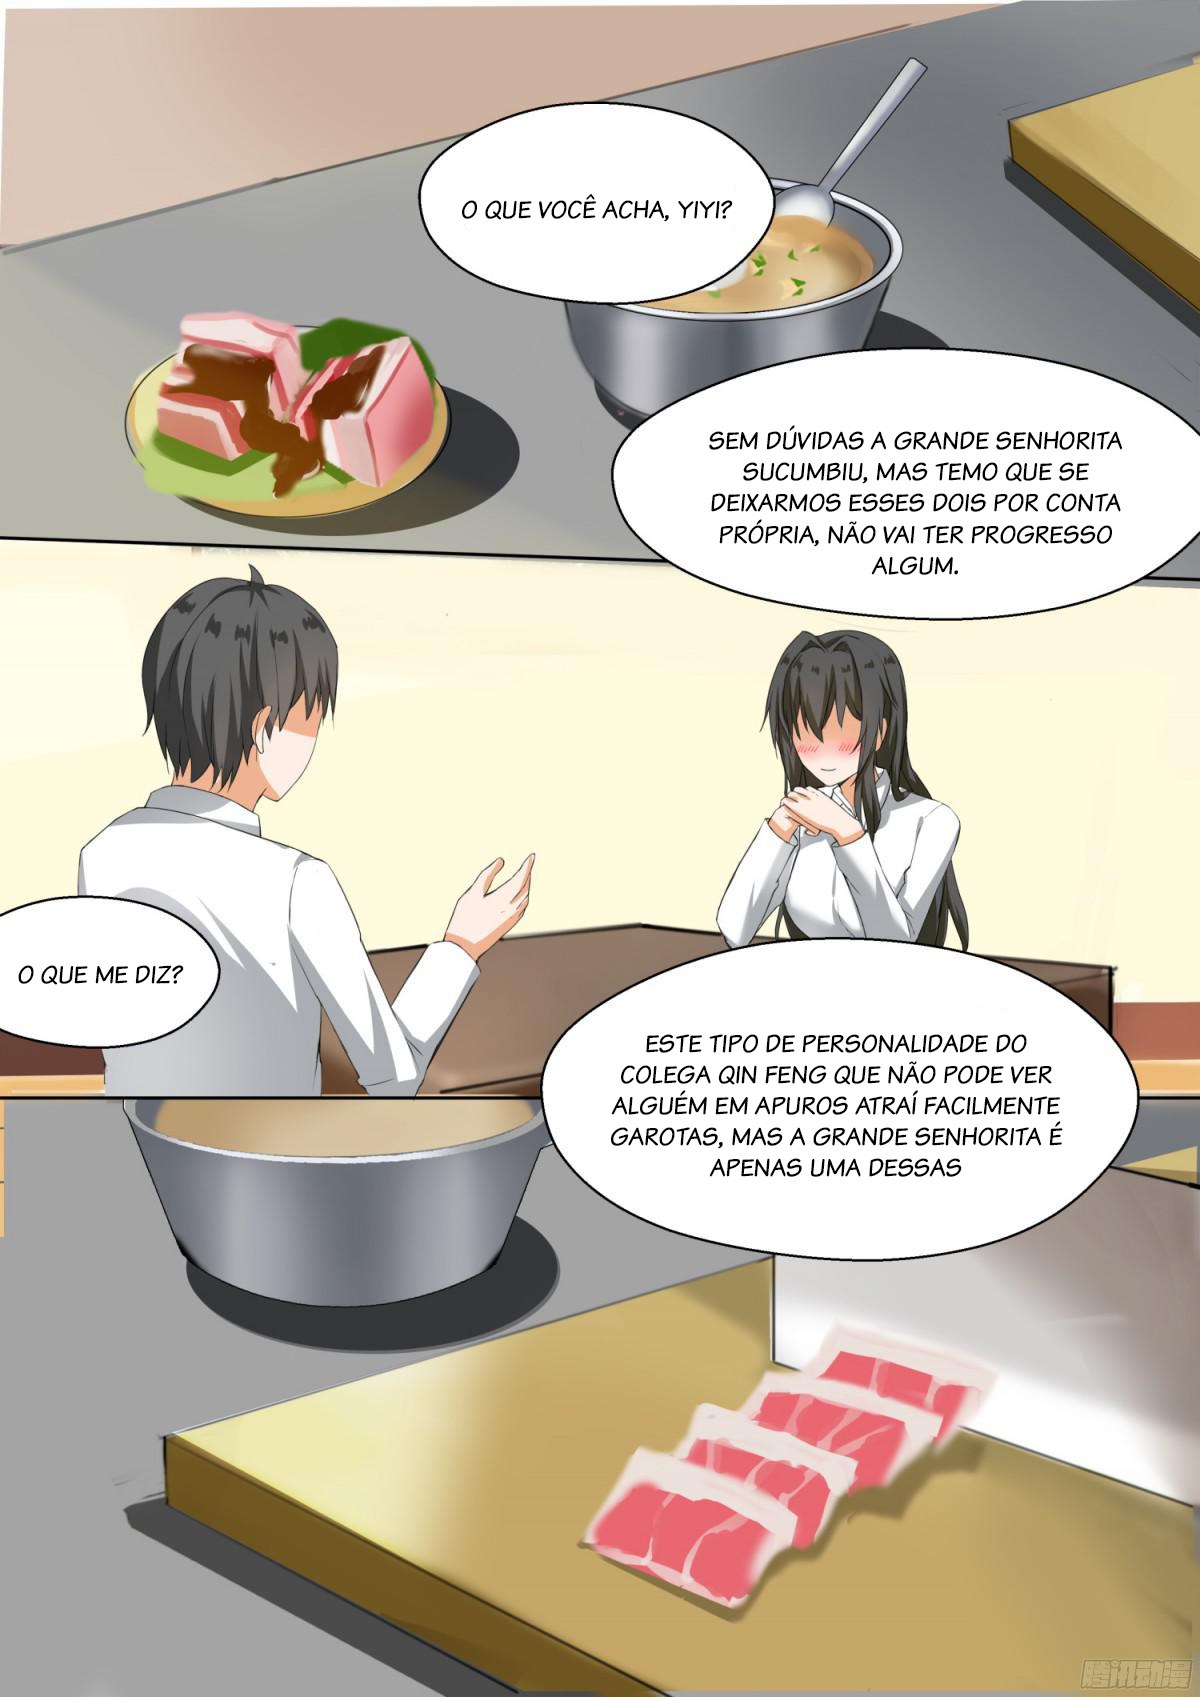 O QUE VOCÊ ACHA, YIYI?
SEM DÚVIDAS A GRANDE SENHORITA
SUCUMBIU, MAS TEMO QUE SE
DEIXARMOS ESSES DOIS POR CONTA
PRÓPRIA, NÃO VAI TER PROGRESSO
ALGUM.
O QUE ME DIZ?
ESTE TIPO DE PERSONALIDADE DO
COLEGA QIN FENG QUE NÃO PODE VER
ALGUÉM EM APUROS ATRAÍ FACILMENTE
GAROTAS, MAS A GRANDE SENHORITA É
APENAS UMA DESSAS
腾讯动漫